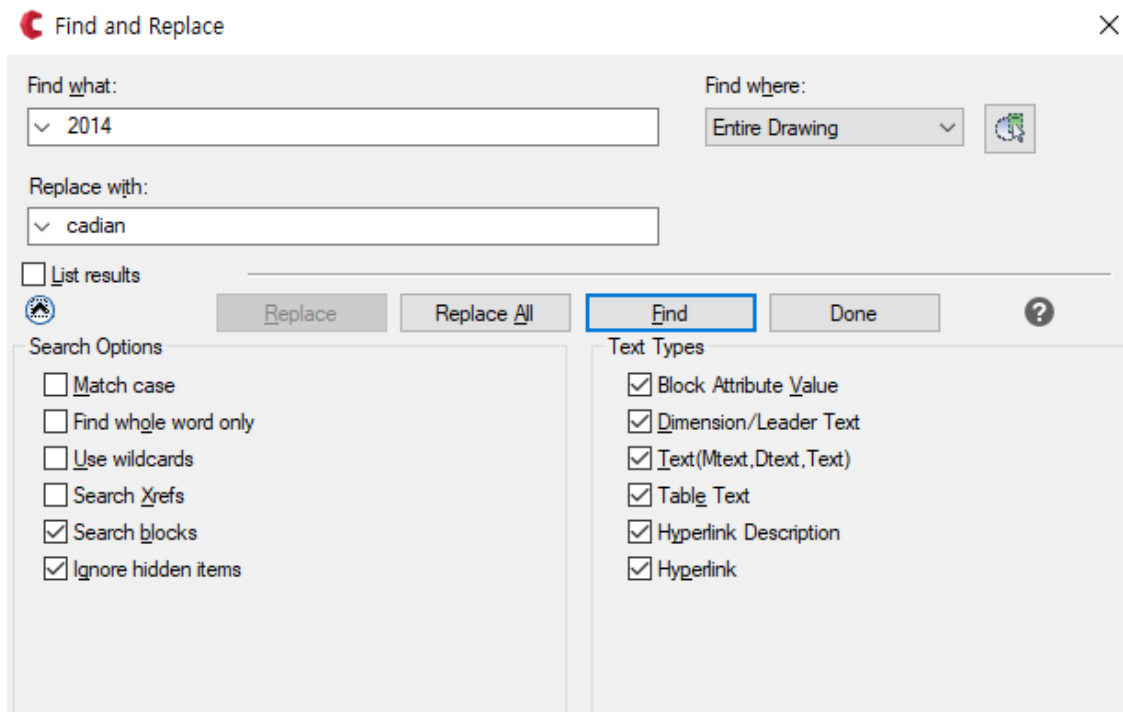 Find and Replace
Find what:
Find where:
2014
Entire Drawing
Replace with:
cadian
List results
Replace
Replace All
Find
Done
Search Options
Text Types
Match case
Block Attribute Value
Find whole word only
Dimension/Leader Text
Use wildcards
Text(Mtext,Dtext,Text)
Search Xrefs
Table Text
Search blocks
Hyperlink Description
Ignore hidden items
Hyperlink